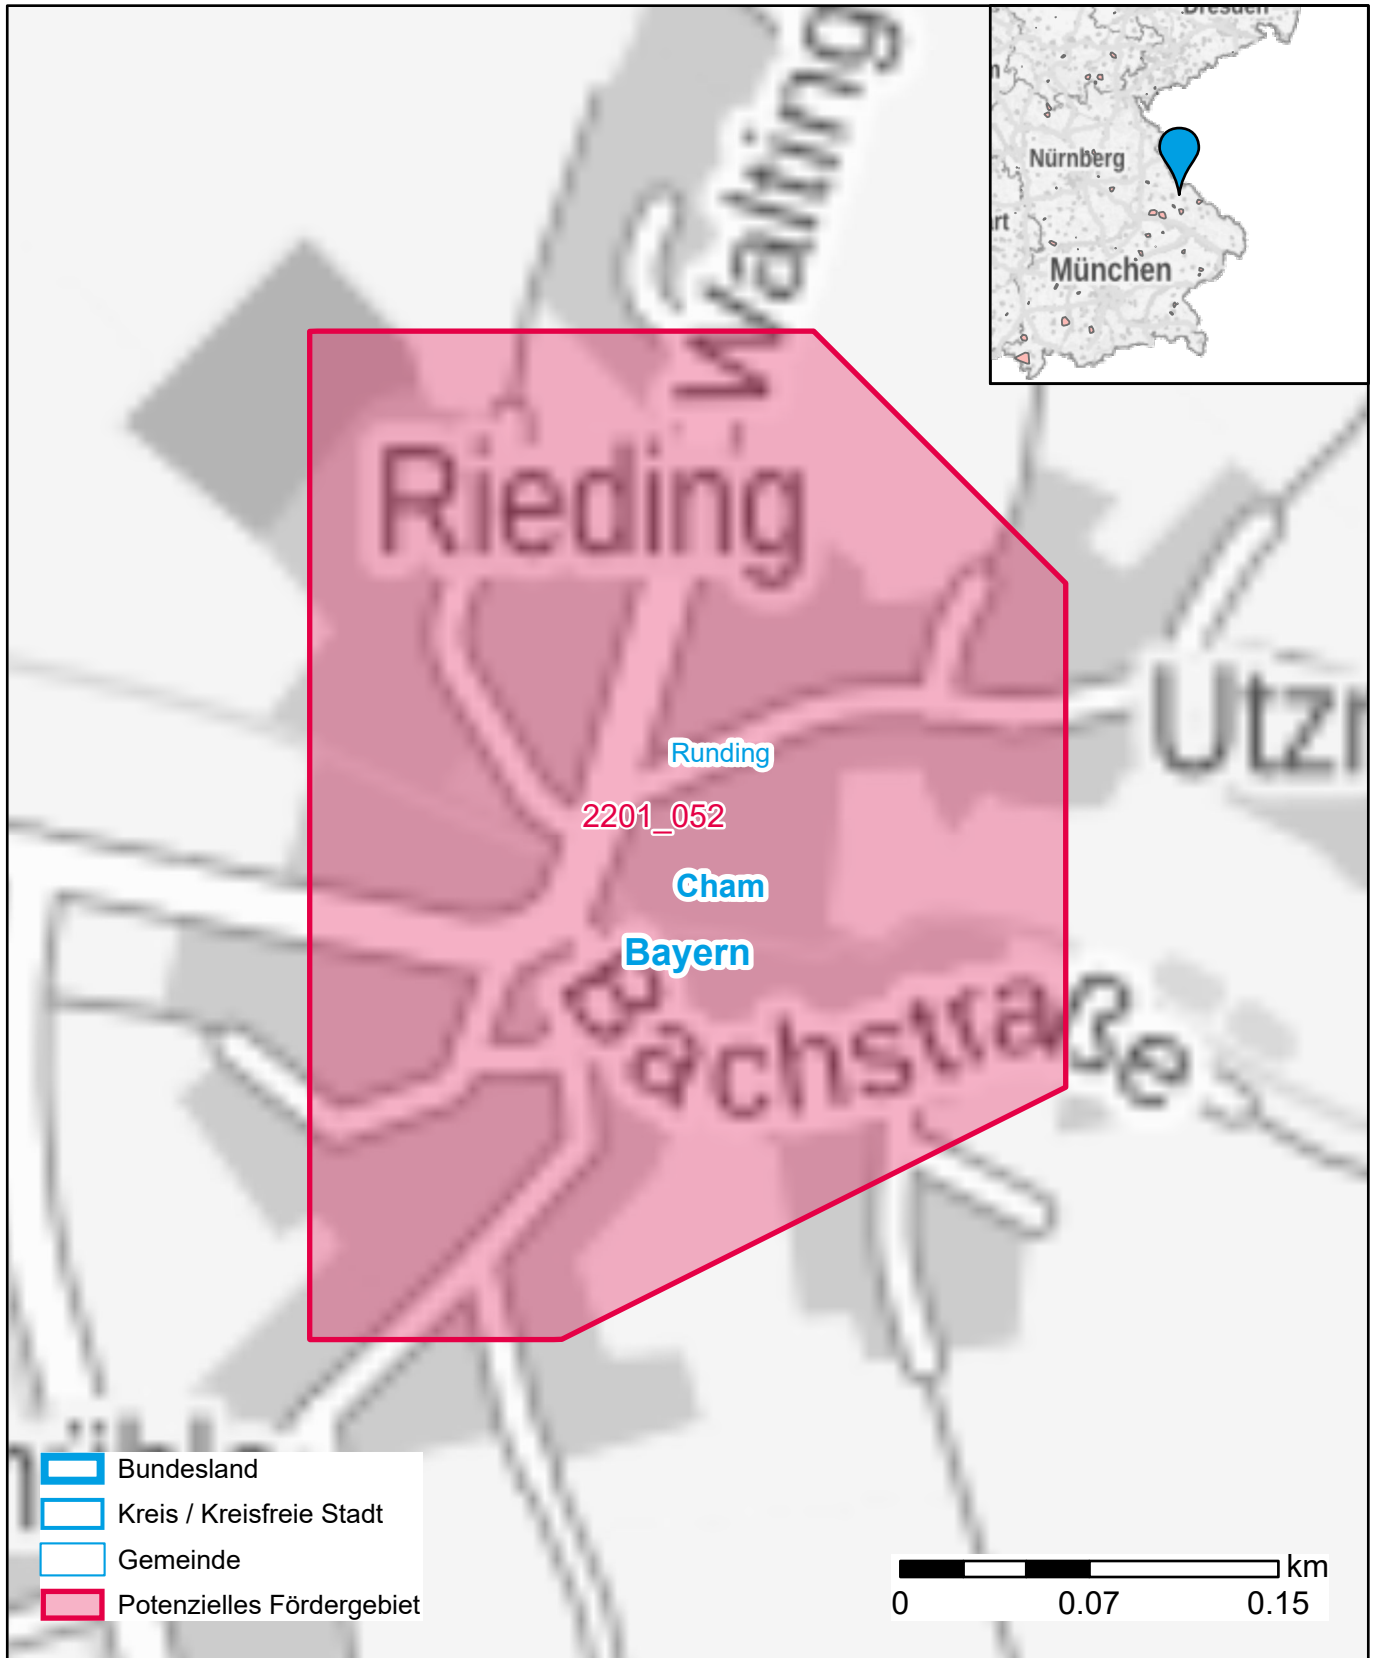 Dresden
Nürnberg
München
Walting
Rieding
Runding
2201_052
Cham
Bayern
Bachstraße
Bundesland
Kreis / Kreisfreie Stadt
Gemeinde
Potenzielles Fördergebiet
km
0 0.07 0.15